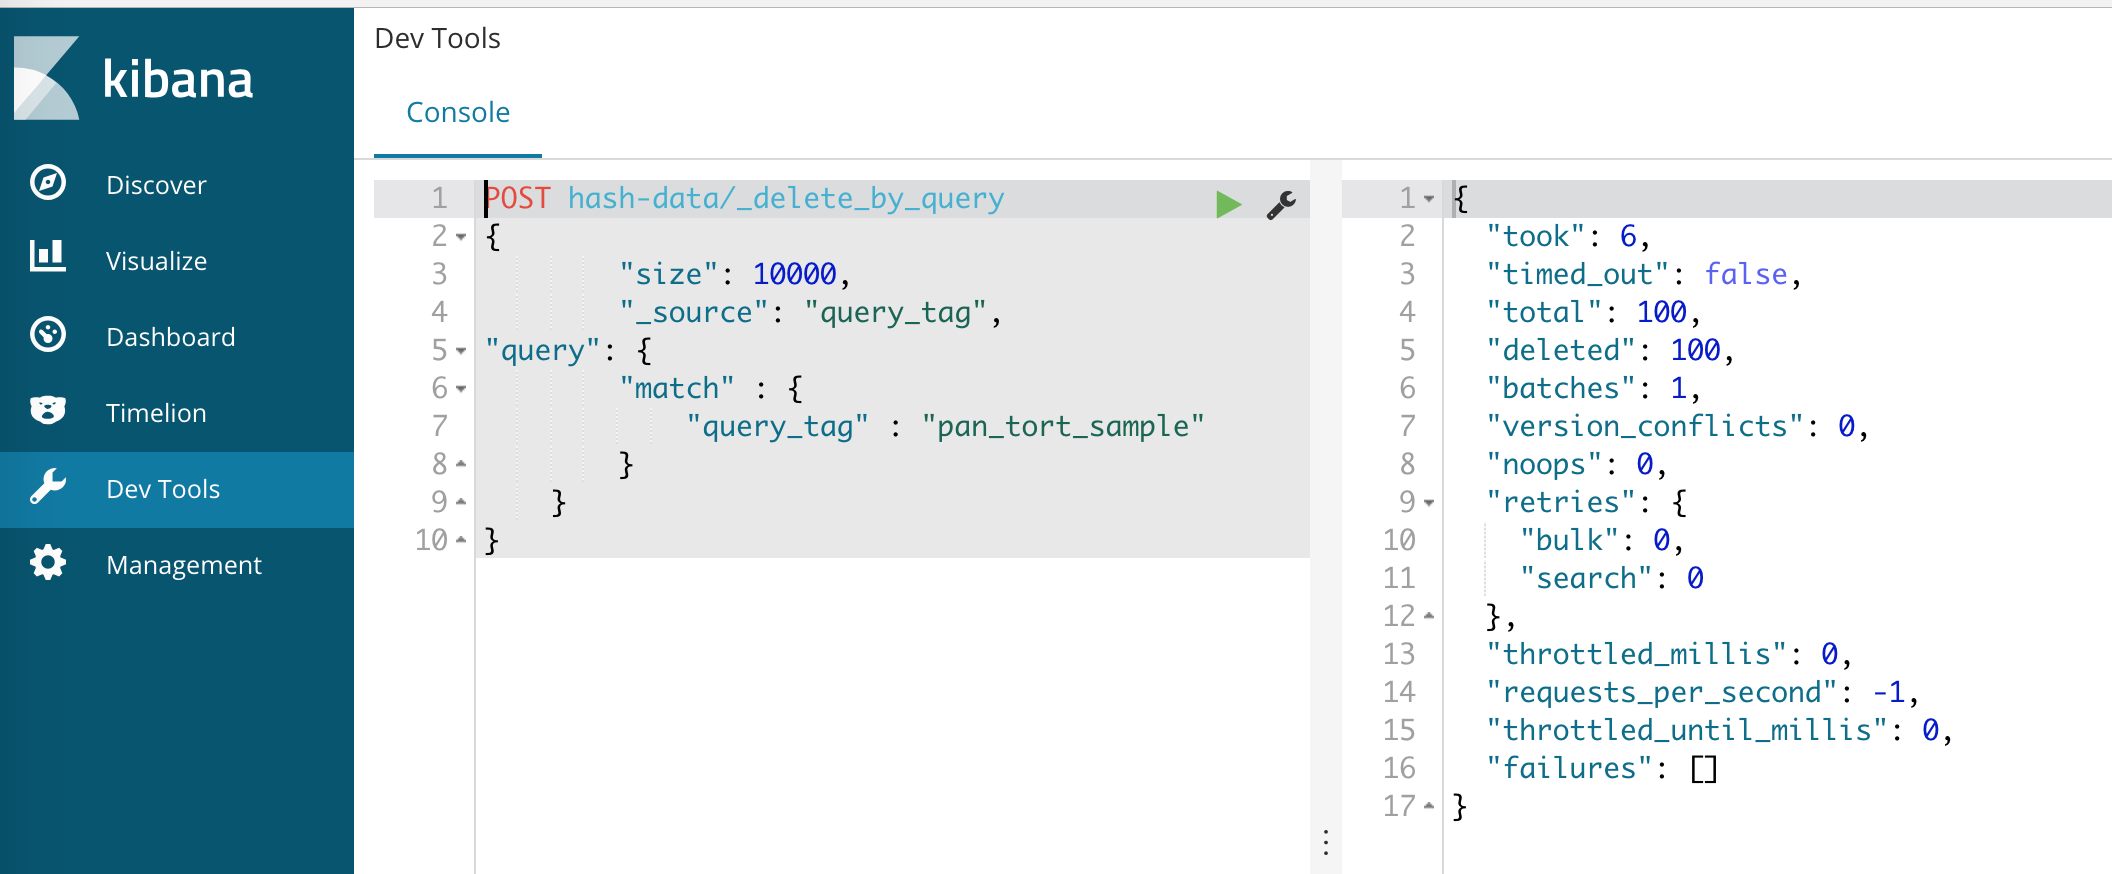 kibana
Discover
Visualize
Dashboard
Timelion
Dev Tools
Management
Dev Tools
Console
1 POST hash-data/_delete_by_query
2 {
3 "size": 10000,
4 "_source": "query_tag",
5 "query": {
6 "match" : {
7 "query_tag" : "pan_tort_sample"
8 }
9 }
10 }
1 {
2 "took": 6,
3 "timed_out": false,
4 "total": 100,
5 "deleted": 100,
6 "batches": 1,
7 "version_conflicts": 0,
8 "noops": 0,
9 "retries": {
10 "bulk": 0,
11 "search": 0
12 },
13 "throttled_millis": 0,
14 "requests_per_second": -1,
15 "throttled_until_millis": 0,
16 "failures": []
17 }